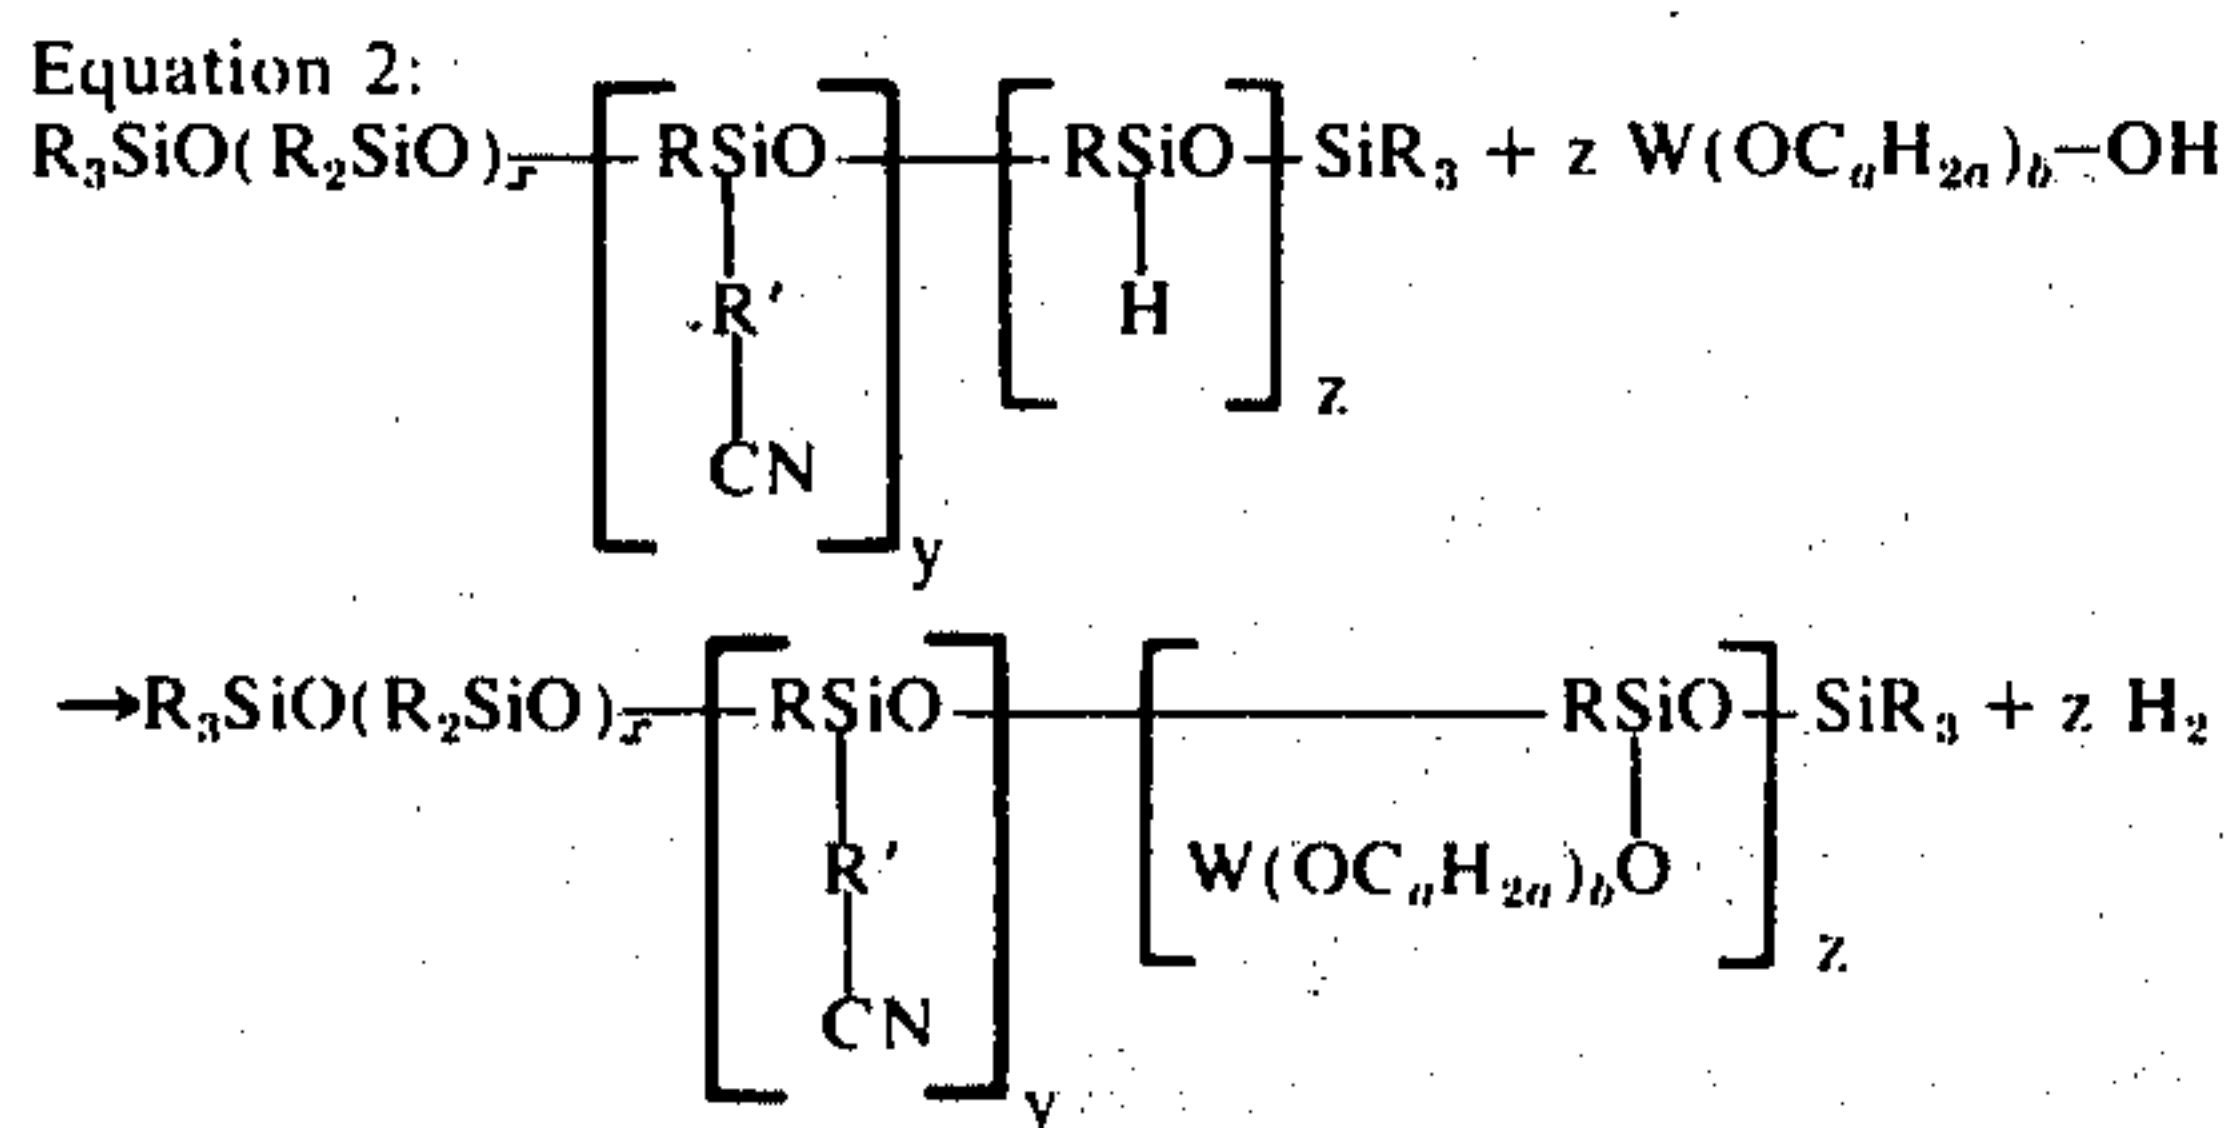 Equation 2:
R₃SiO(R₂SiO)ₓ—[RSiO]—[RSiO]—SiR₃ + z W(OCₐH₂ₐ)b—OH
R' H
z
CN
y
→R₃SiO(R₂SiO)ₓ—[RSiO]—[RSiO]—SiR₃ + z H₂
R' W(OCₐH₂ₐ)bO
z
CN
y